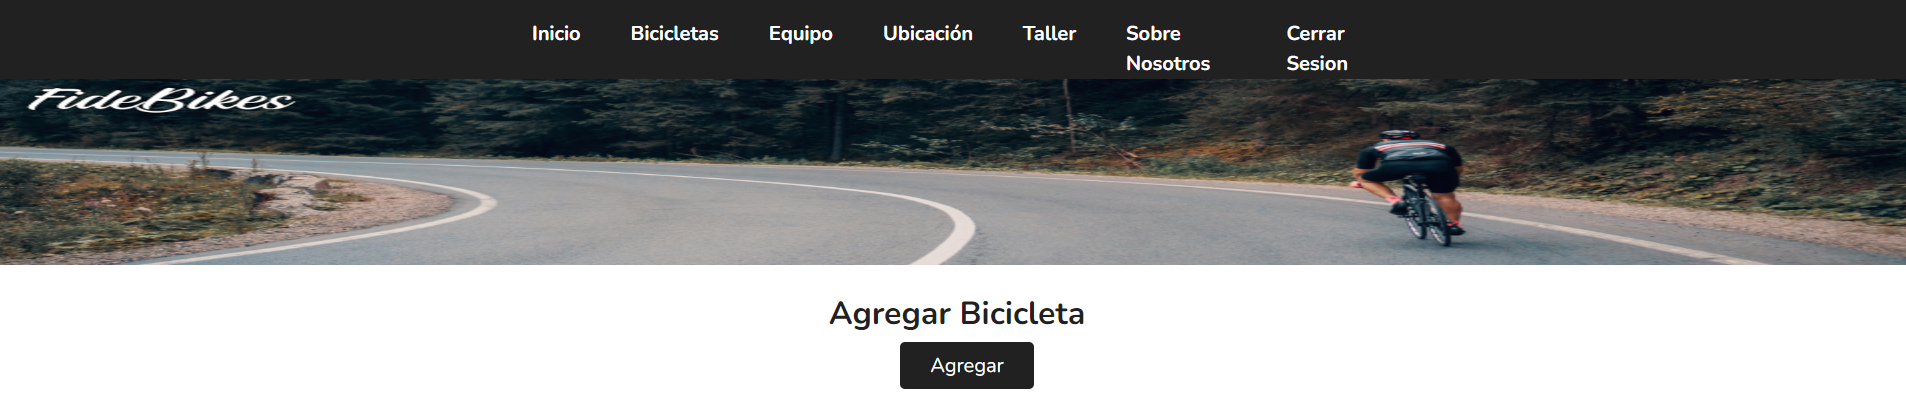 Inicio Bicicletas Equipo Ubicación Taller Sobre Nosotros Cerrar Sesion
FideBikes
Agregar Bicicleta
Agregar